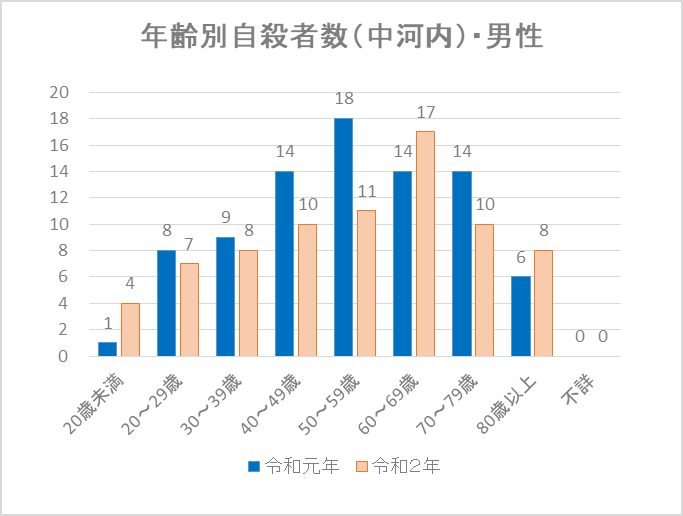 年齢別自殺者数（中河内）・男性
20
18
16
14
12
10
8
6
4
2
0
1 4
8 7
9 8
14 10
18 11
14 17
14 10
6 8
0 0
20歳未満
20～29歳
30～39歳
40～49歳
50～59歳
60～69歳
70～79歳
80歳以上
不詳
令和元年 令和２年